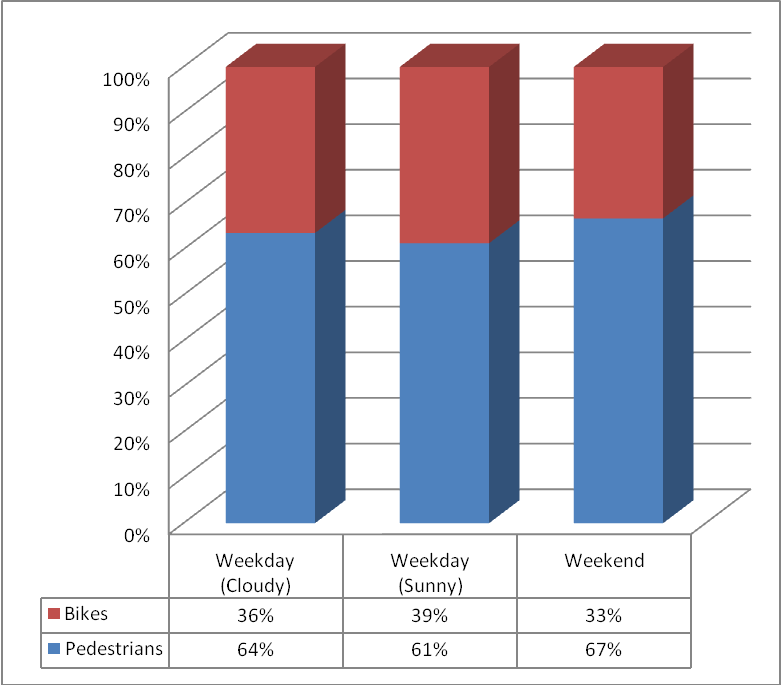 100%
90%
80%
70%
60%
50%
40%
30%
20%
10%
0%
Weekday Weekday Weekend
(Cloudy) (Sunny)
Bikes 36% 39% 33%
Pedestrians 64% 61% 67%